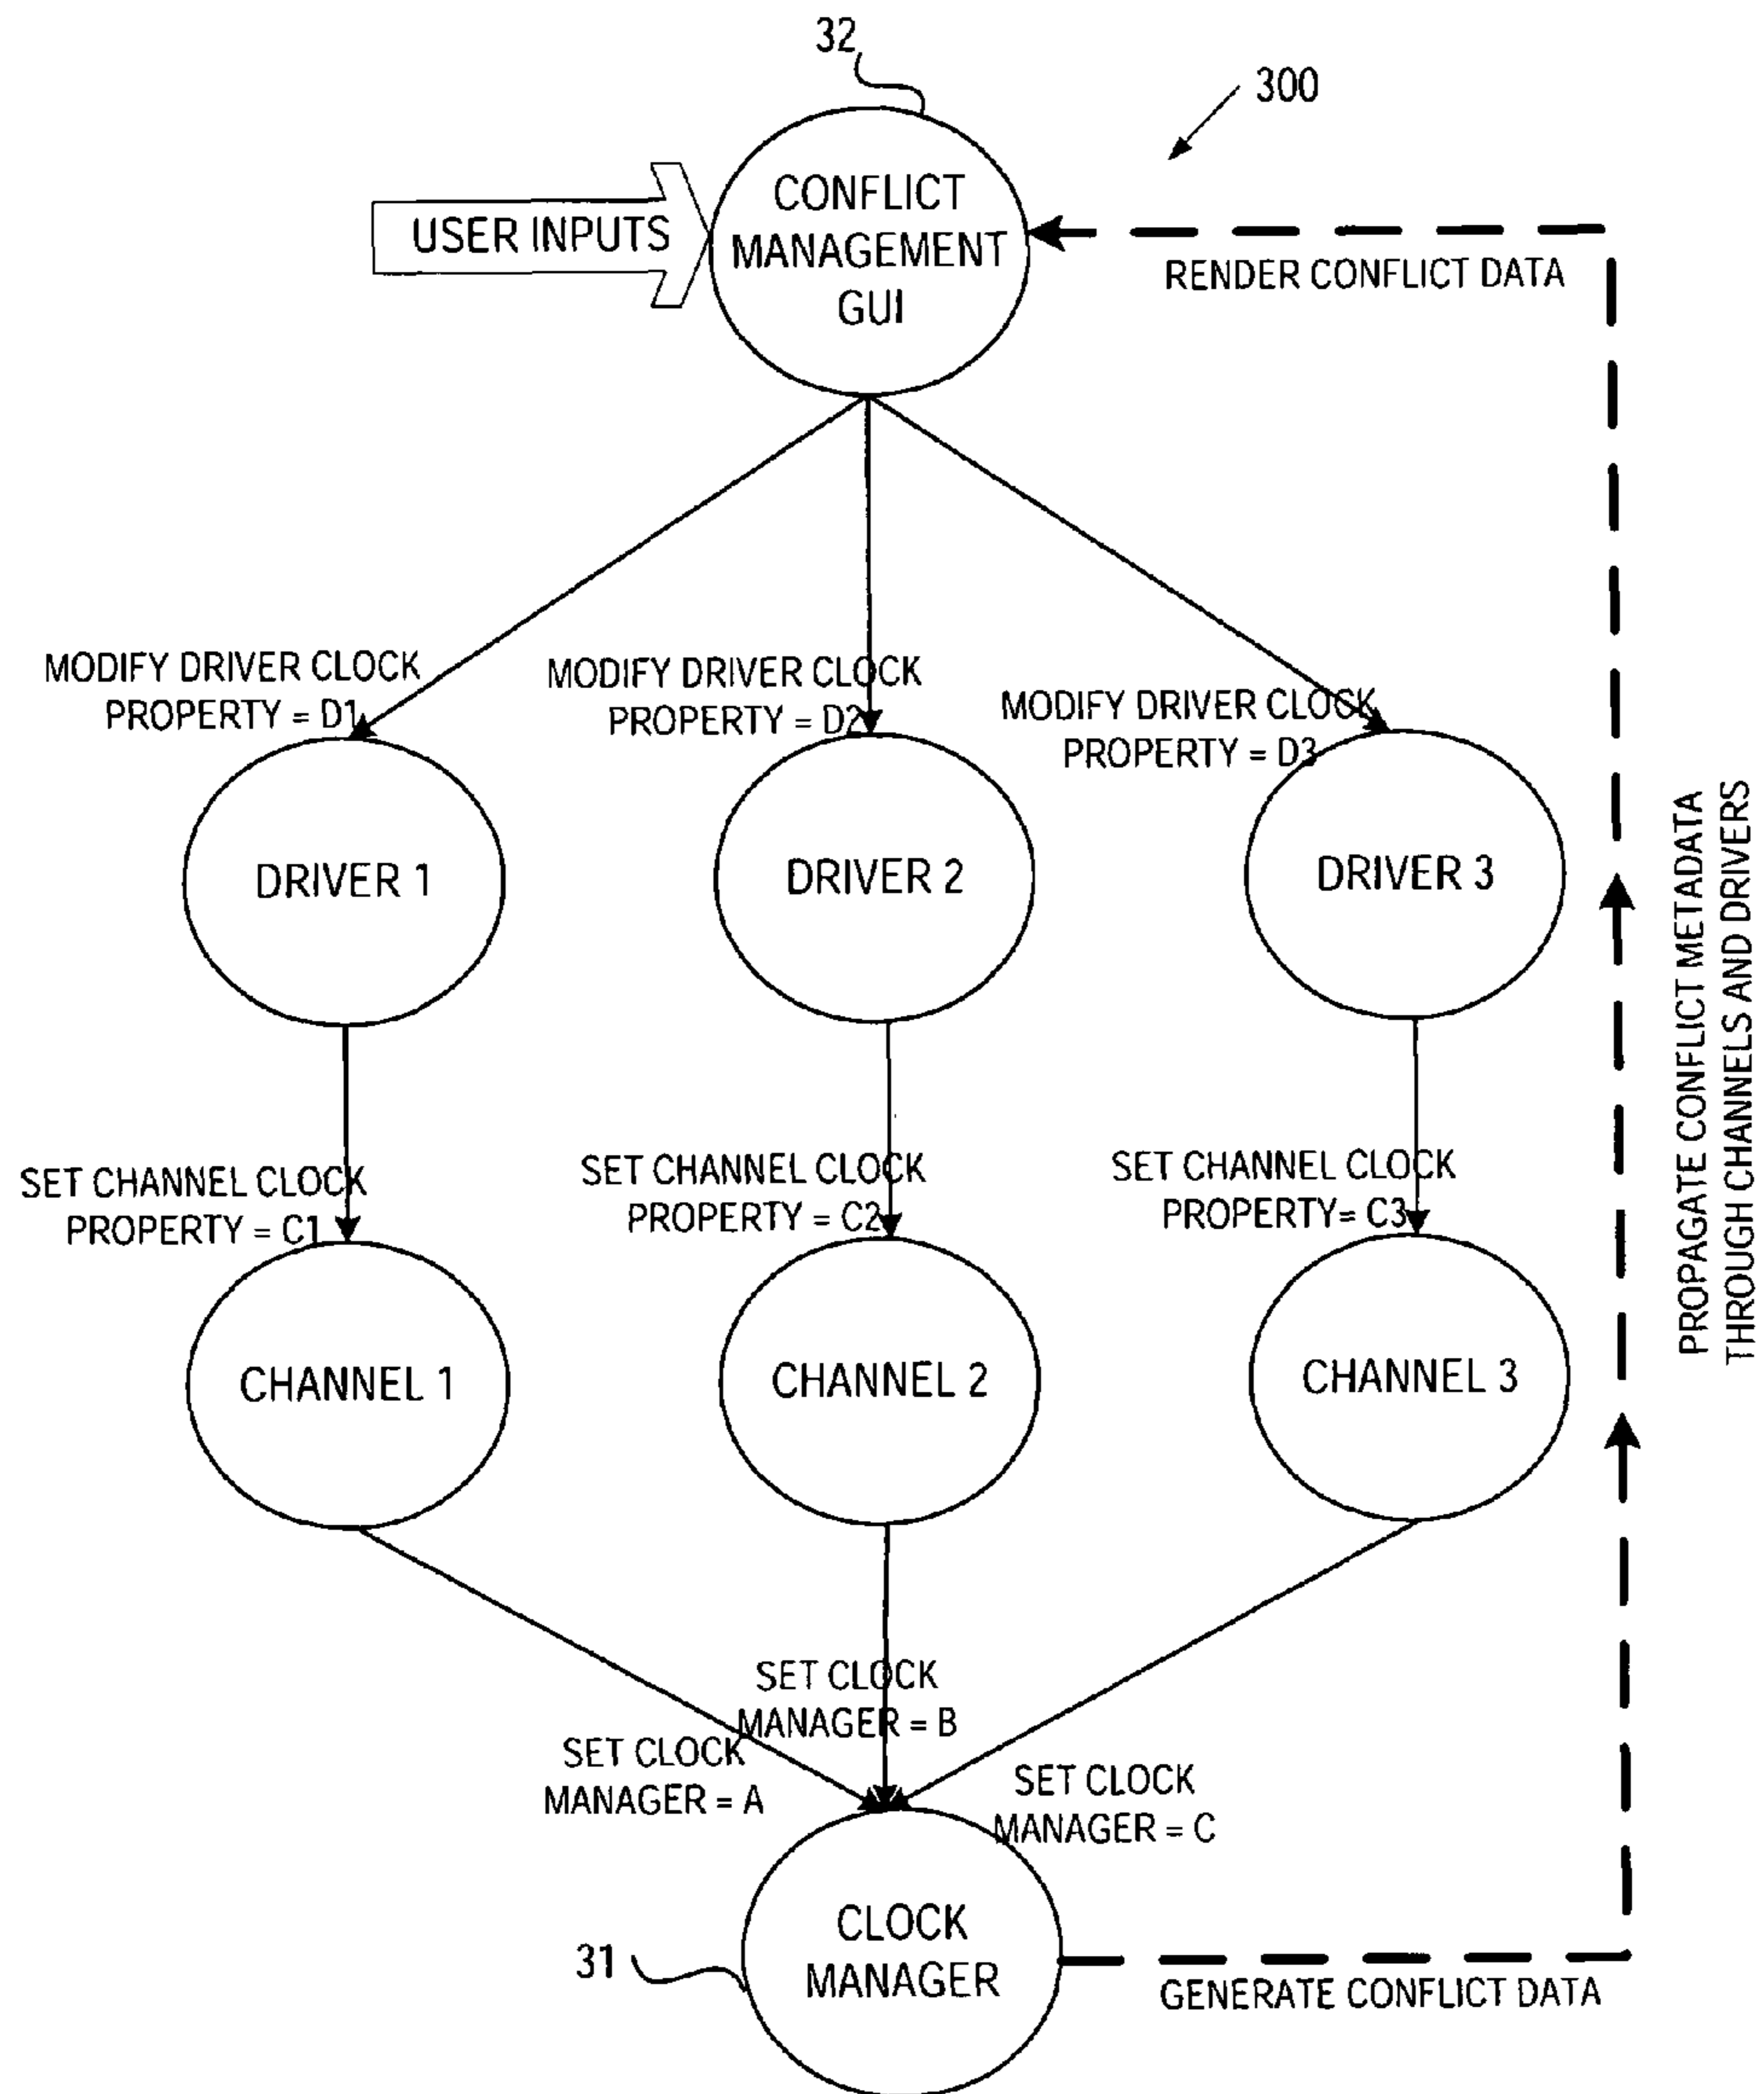 32
300
CONFLICT
MANAGEMENT
GUI
USER INPUTS
RENDER CONFLICT DATA
MODIFY DRIVER CLOCK
PROPERTY = D1
MODIFY DRIVER CLOCK
PROPERTY = D2
MODIFY DRIVER CLOCK
PROPERTY = D3
DRIVER 1
DRIVER 2
DRIVER 3
PROPAGATE CONFLICT METADATA
THROUGH CHANNELS AND DRIVERS
SET CHANNEL CLOCK
PROPERTY = C1
SET CHANNEL CLOCK
PROPERTY = C2
SET CHANNEL CLOCK
PROPERTY= C3
CHANNEL 1
CHANNEL 2
CHANNEL 3
SET CLOCK
MANAGER = B
SET CLOCK
MANAGER = A
SET CLOCK
MANAGER = C
CLOCK
MANAGER
31
GENERATE CONFLICT DATA